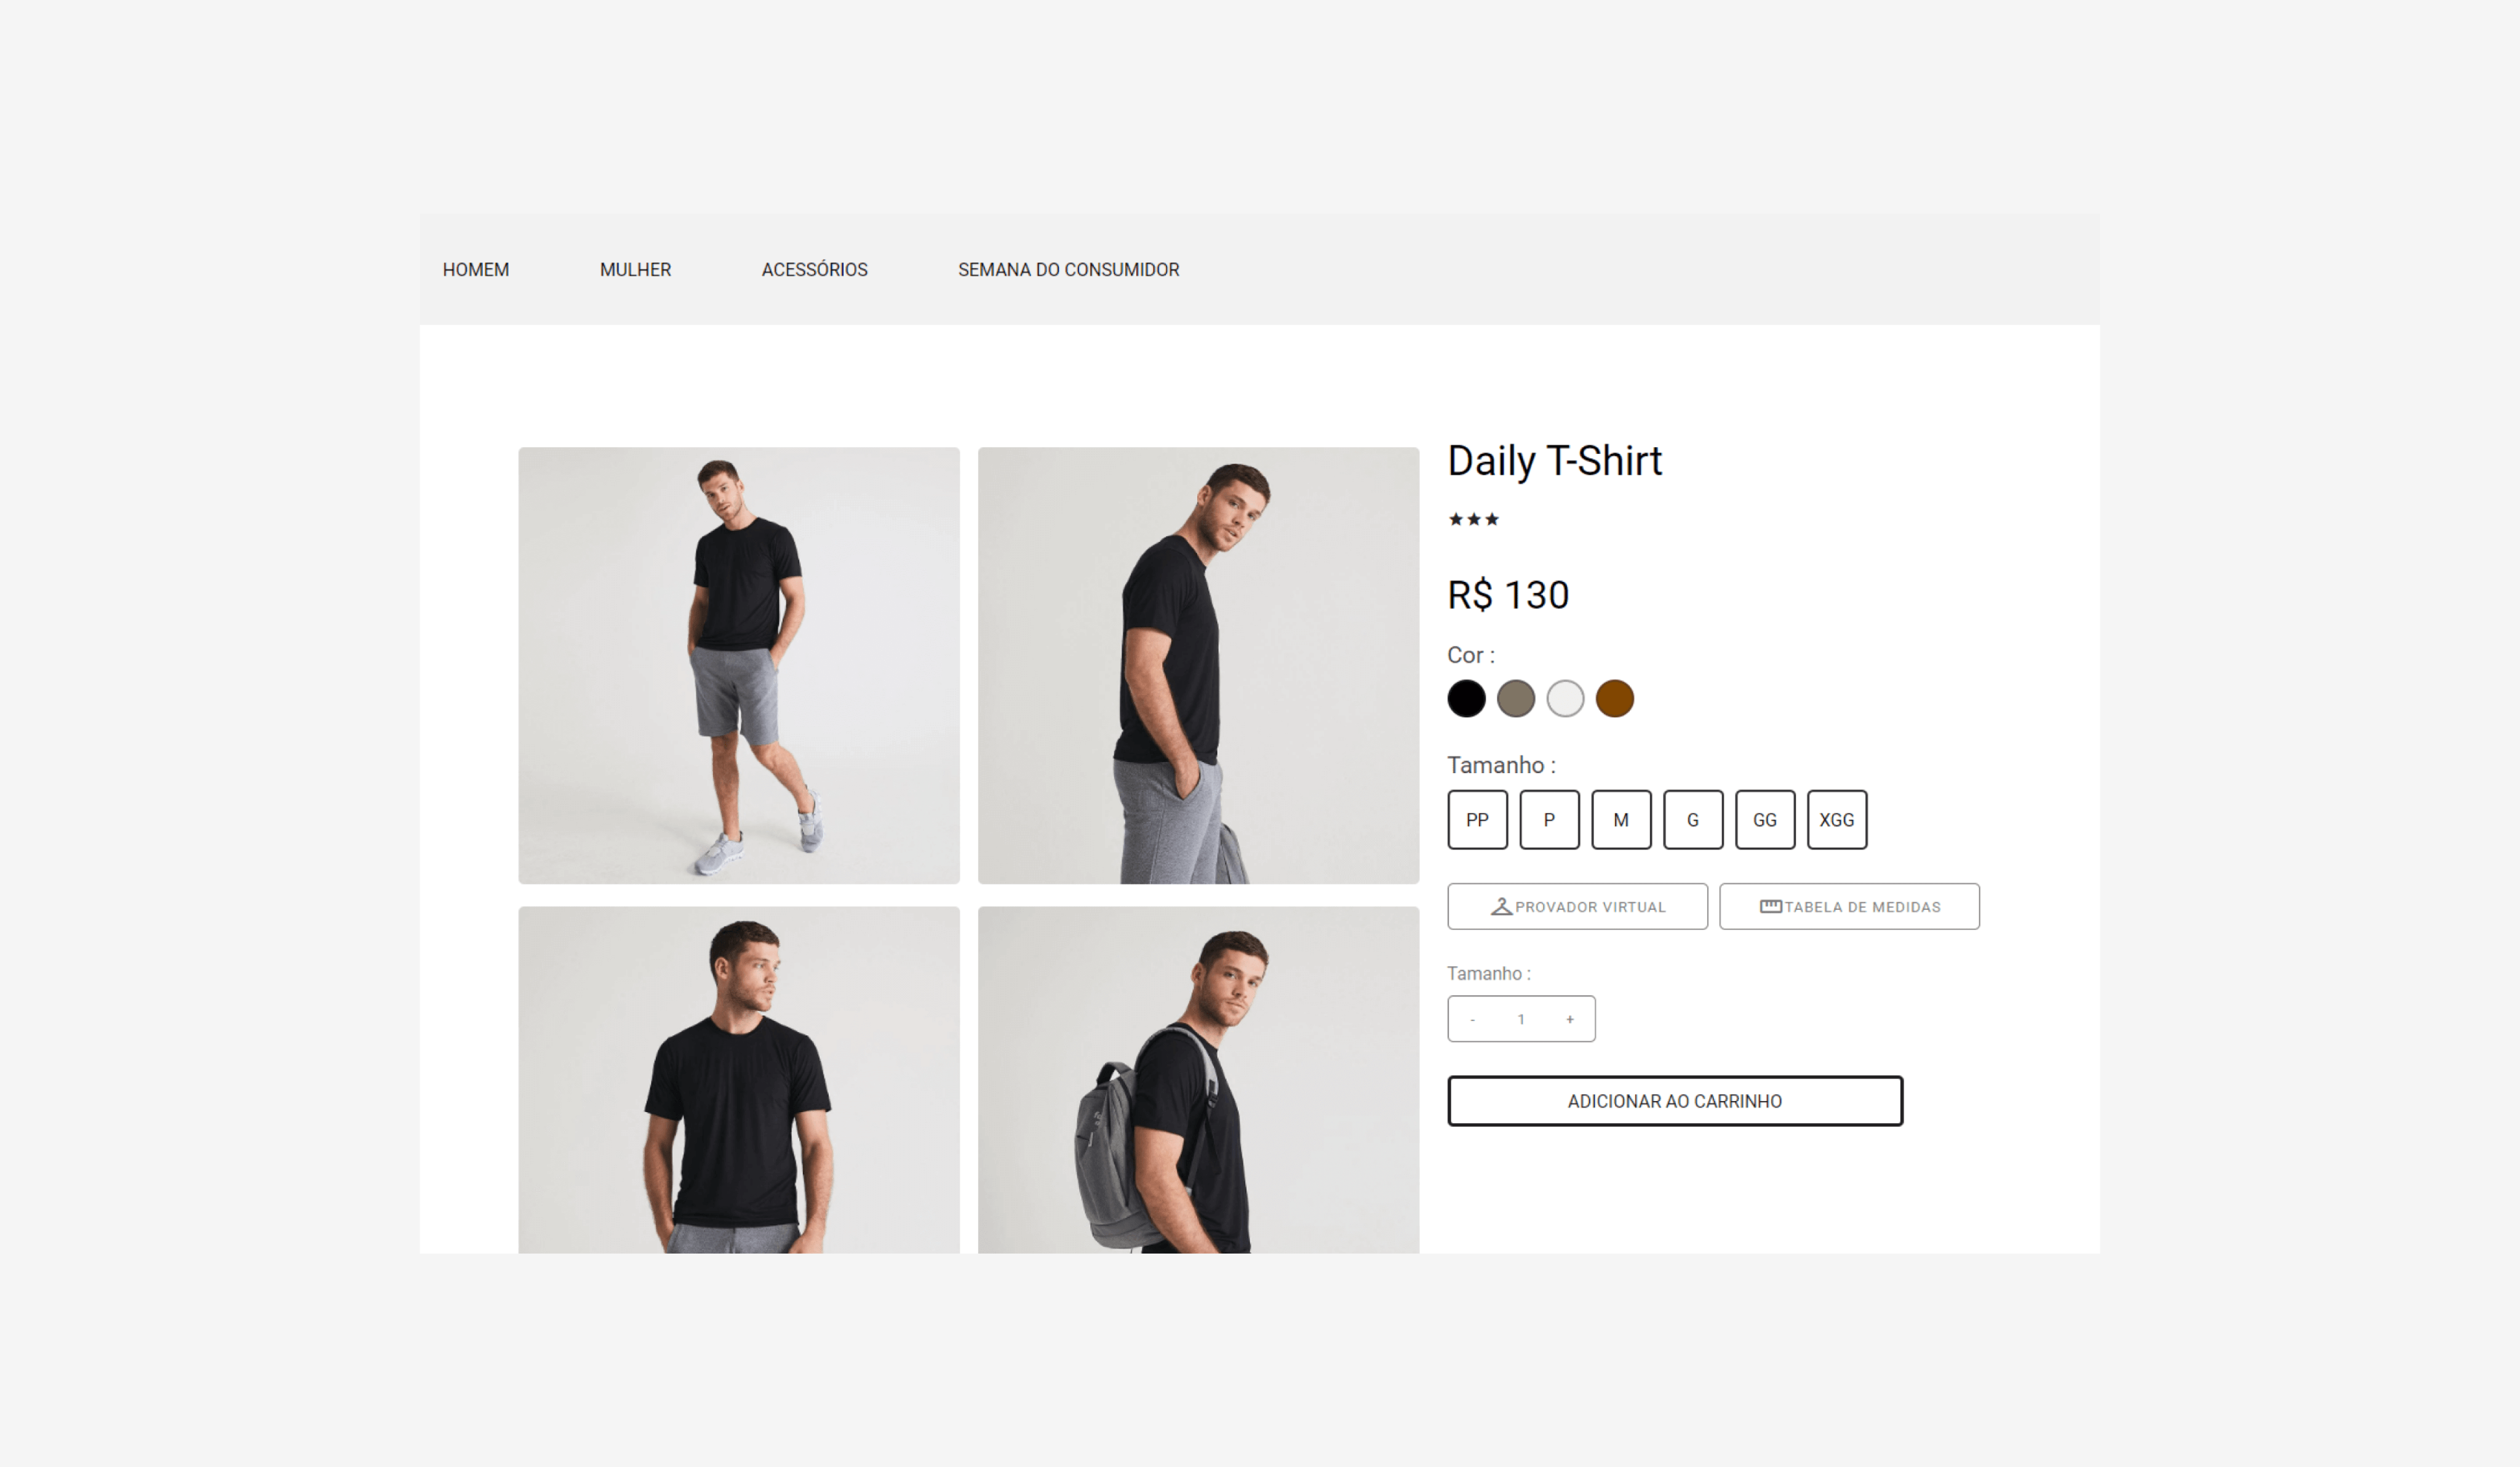 HOMEM MULHER ACESSÓRIOS SEMANA DO CONSUMIDOR
Daily T-Shirt
★★★
R$ 130
Cor :
Tamanho :
PP P M G GG XGG
PROVADOR VIRTUAL TABELA DE MEDIDAS
Tamanho :
- 1 +
ADICIONAR AO CARRINHO